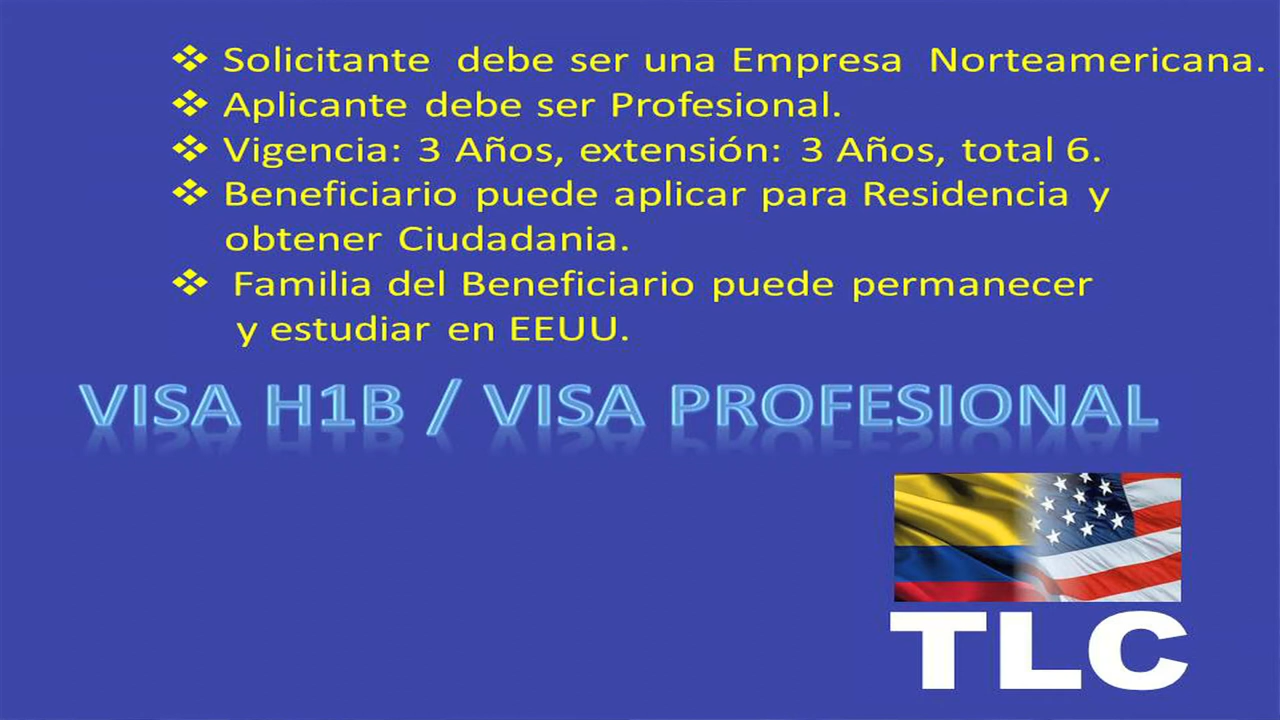 ❖ Solicitante debe ser una Empresa Norteamericana.
❖ Aplicante debe ser Profesional.
❖ Vigencia: 3 Años, extensión: 3 Años, total 6.
❖ Beneficiario puede aplicar para Residencia y
obtener Ciudadania.
❖ Familia del Beneficiario puede permanecer
y estudiar en EEUU.
VISA H1B / VISA PROFESIONAL
TLC